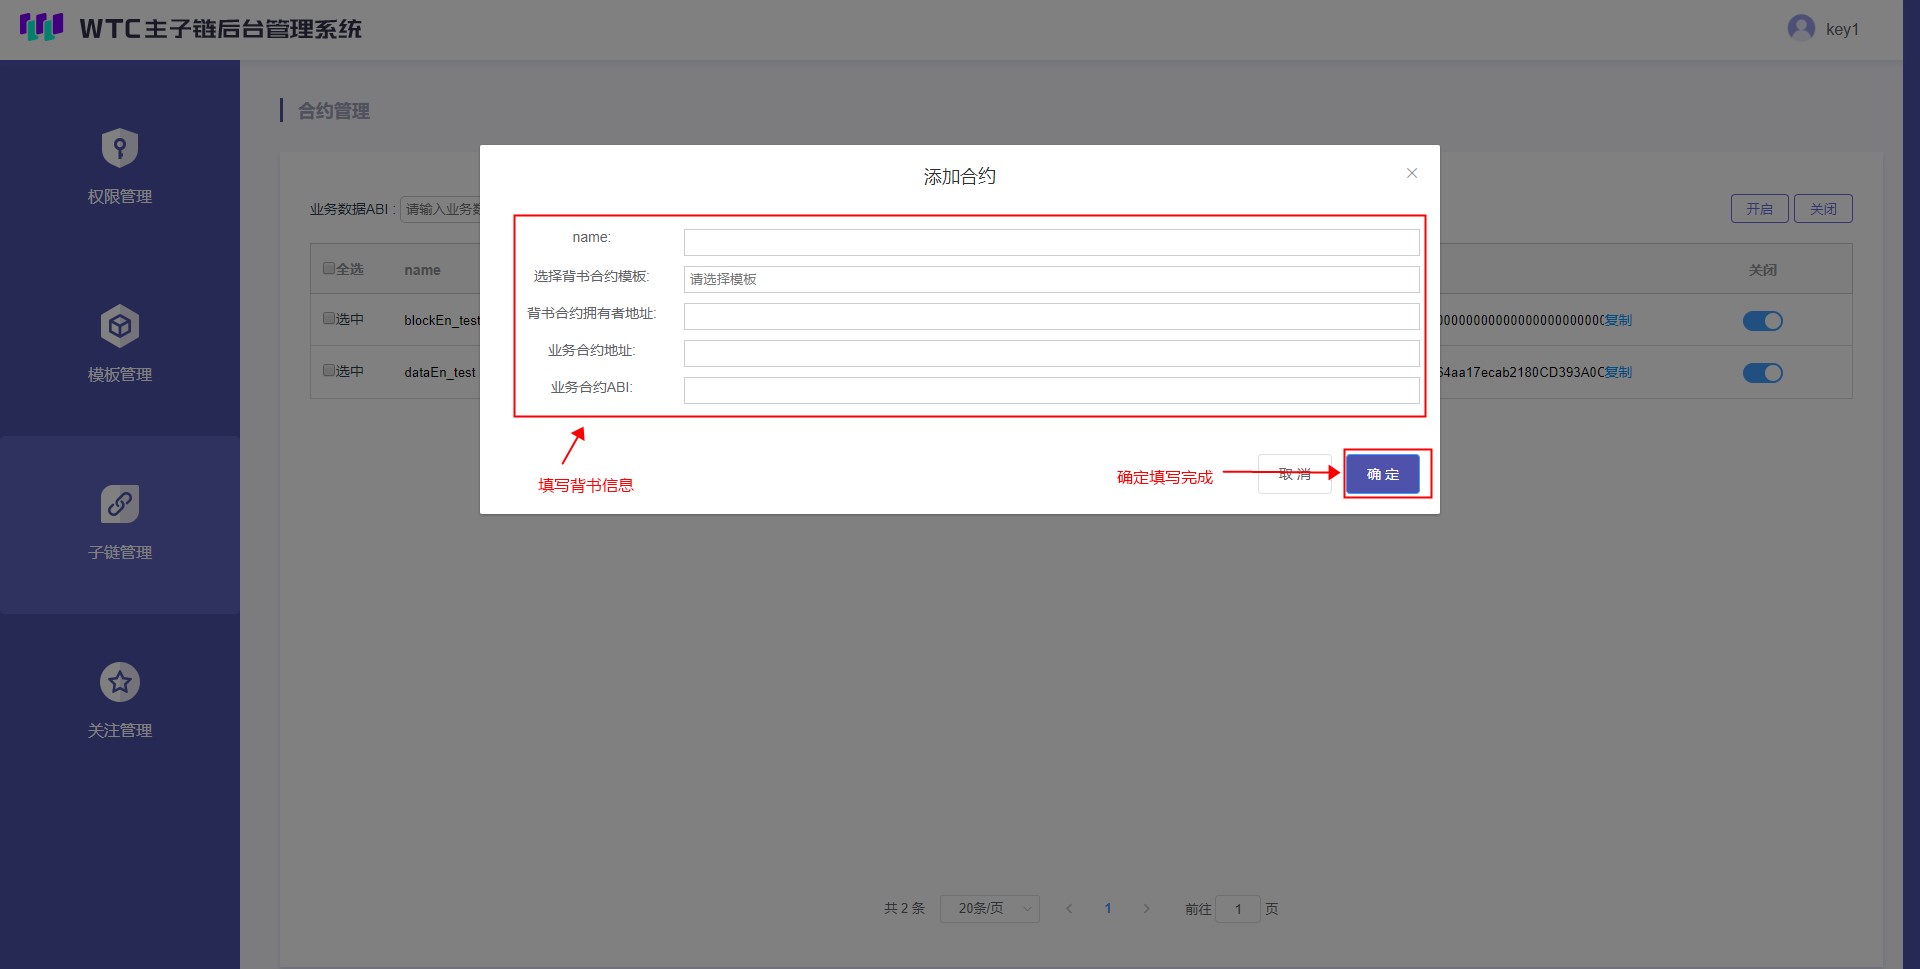 WTC主子链后台管理系统
key1
权限管理
模板管理
子链管理
关注管理
合约管理
业务数据ABI :
请输入业务数
开启
关闭
全选
name
关闭
选中
blockEn_test
000000000000000000000000复制
选中
dataEn_test
64aa17ecab2180CD393A0C复制
添加合约
name:
选择背书合约模板:
请选择模板
背书合约拥有者地址:
业务合约地址:
业务合约ABI:
填写背书信息
确定填写完成
取 消
确 定
共 2 条
20条/页
1
前往
1
页